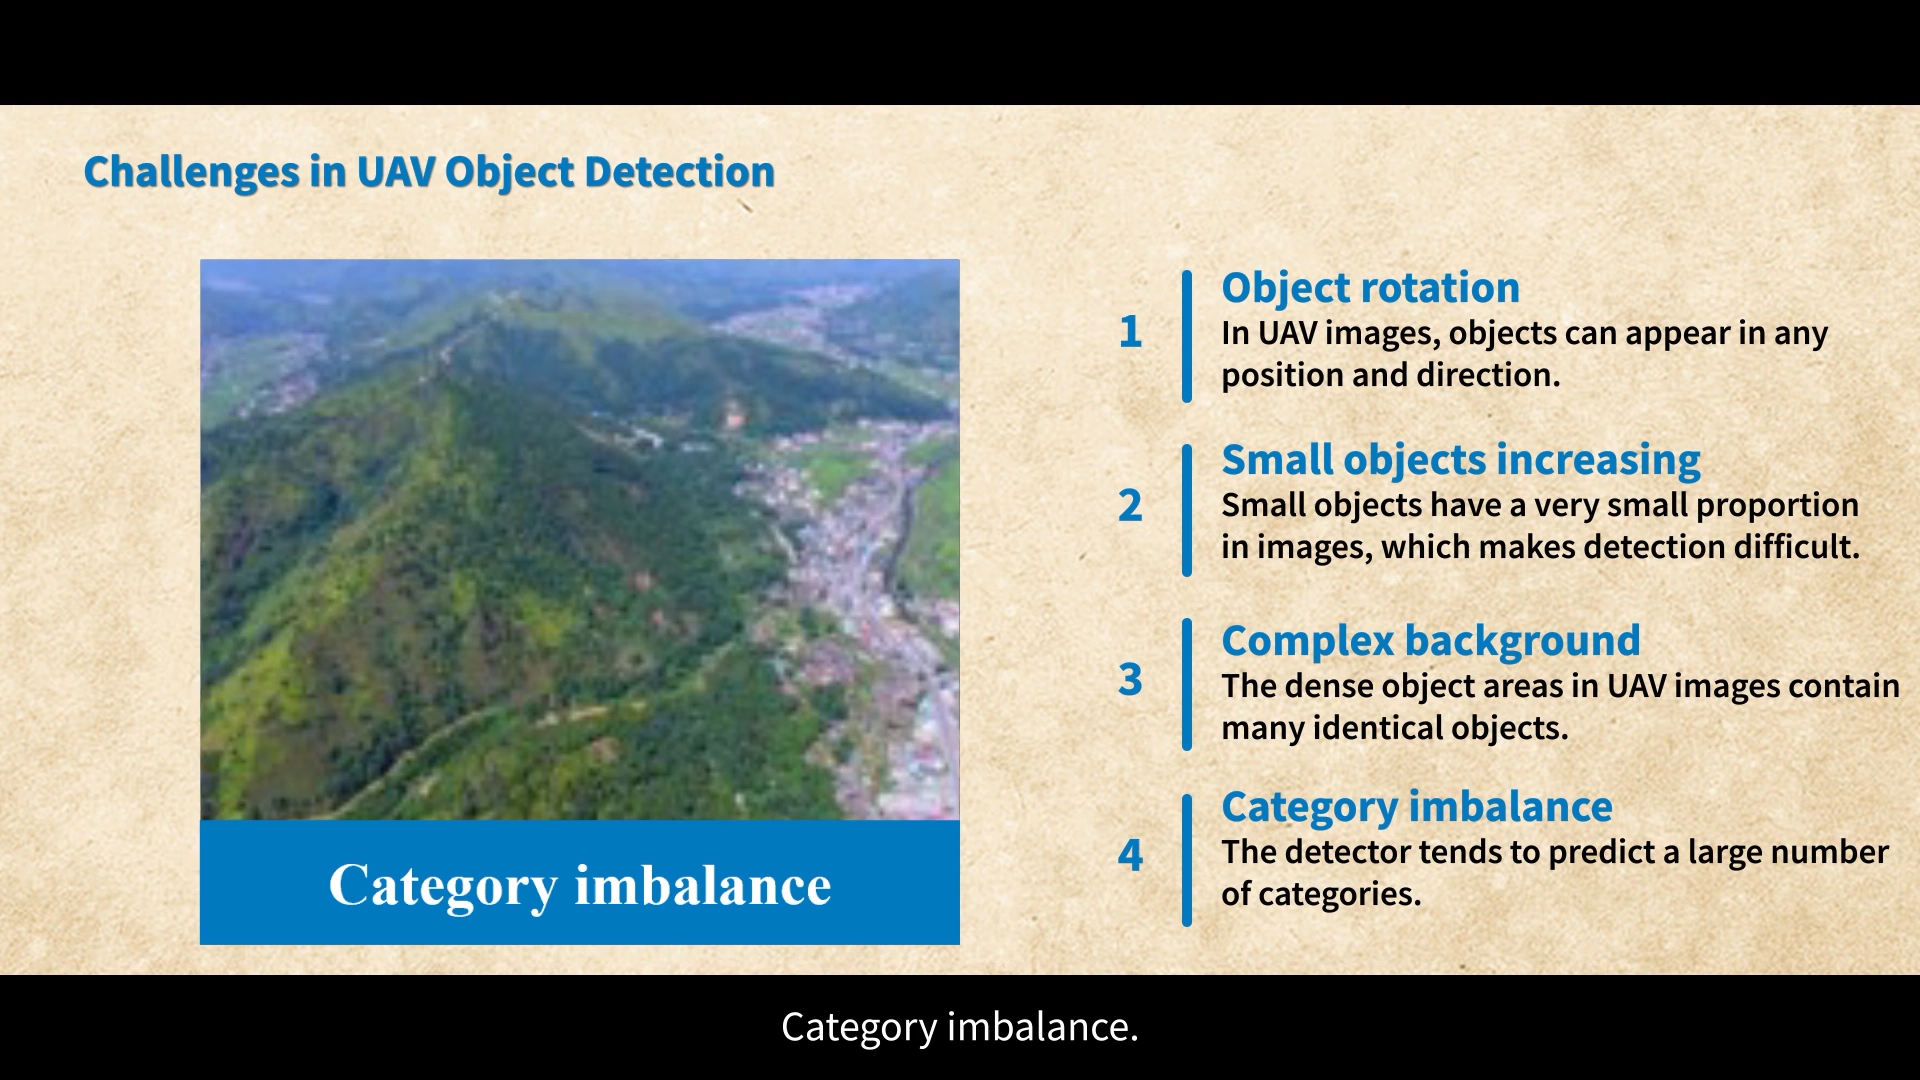 Challenges in UAV Object Detection
Category imbalance
1
Object rotation
In UAV images, objects can appear in any
position and direction.
2
Small objects increasing
Small objects have a very small proportion
in images, which makes detection difficult.
3
Complex background
The dense object areas in UAV images contain
many identical objects.
4
Category imbalance
The detector tends to predict a large number
of categories.
Category imbalance.